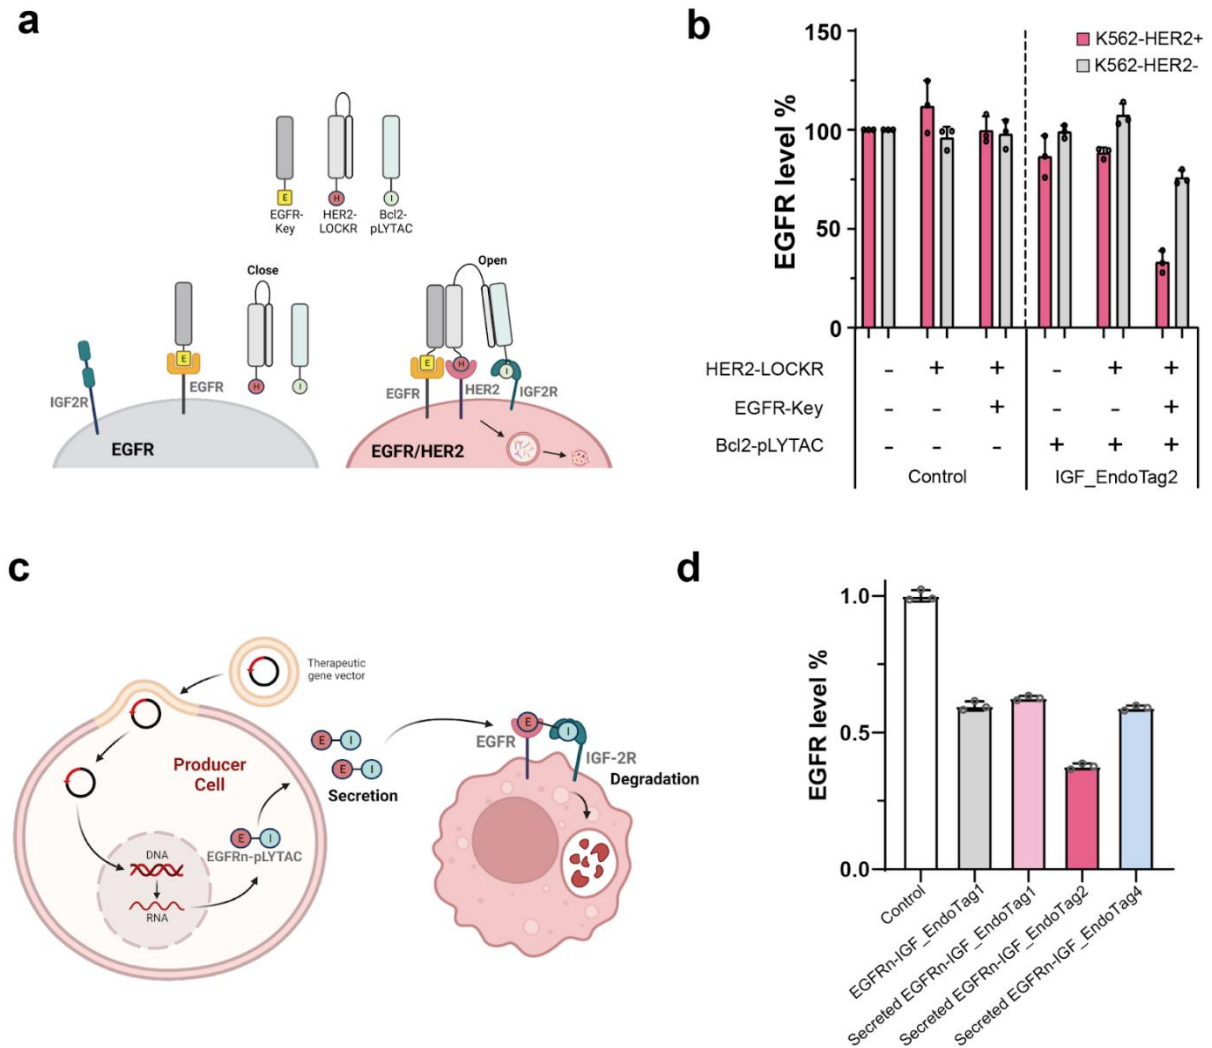 a
E
H
I
EGFR-
Key
HER2-
LOCKR
Bcl2-
pLYTAC
Close
Open
E
EGFR
H
I
IGF2R
E
H
I
EGFR
HER2
IGF2R
EGFR
EGFR/HER2
b
K562-HER2+
K562-HER2-
EGFR level %
150
100
50
0
HER2-LOCKR - + + - + +
EGFR-Key - - + - - +
Bcl2-pLYTAC - - - + + +
Control IGF_EndoTag2
c
Therapeutic
gene vector
Producer
Cell
E I
E I
Secretion
E I
EGFRn-pLYTAC
DNA
RNA
E
I
EGFR
IGF-2R
Degradation
d
EGFR level %
1.0
0.5
0.0
Control
EGFRn-IGF_EndoTag1
Secreted EGFRn-IGF_EndoTag1
Secreted EGFRn-IGF_EndoTag2
Secreted EGFRn-IGF_EndoTag4